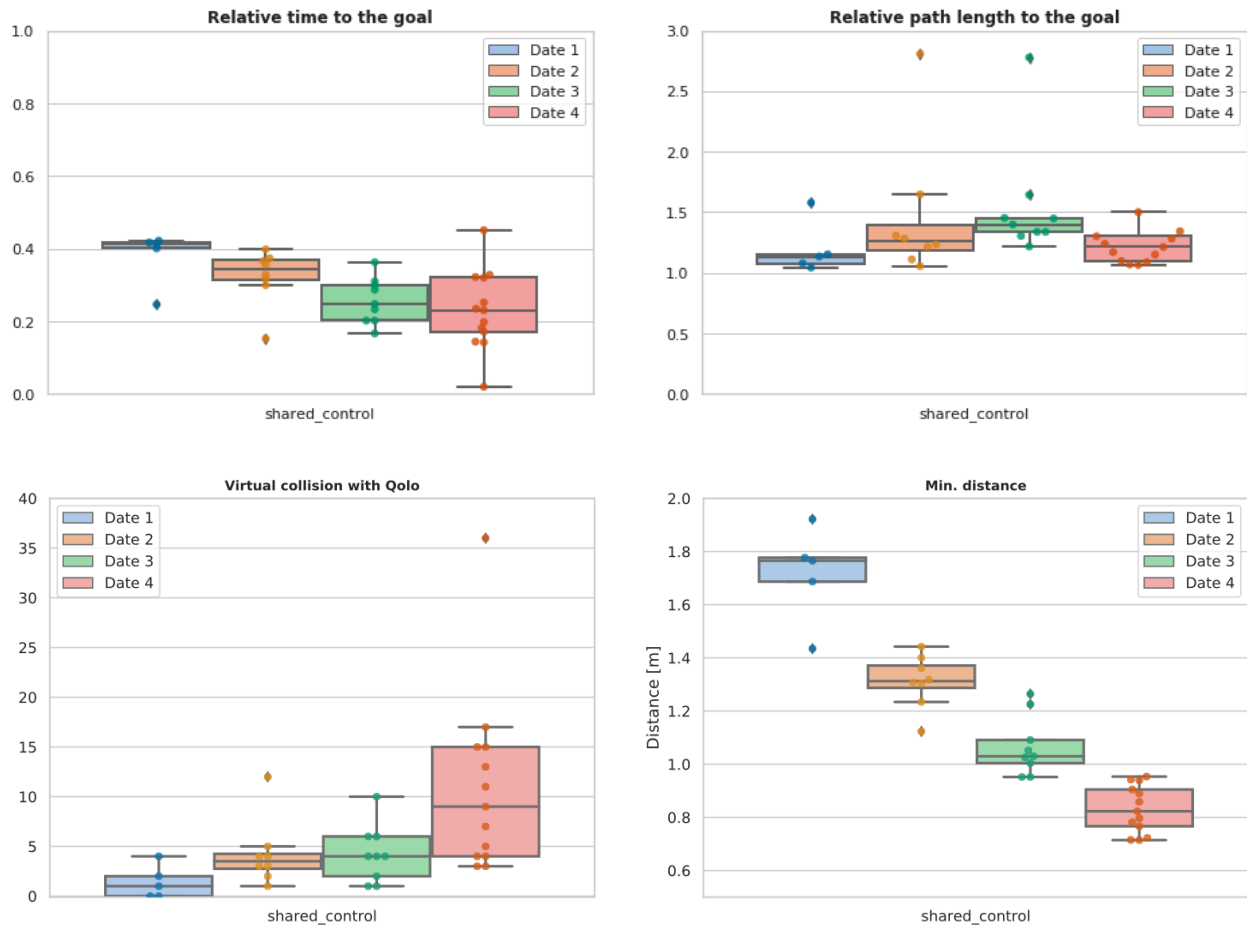 Relative time to the goal
1.0
0.8
0.6
0.4
0.2
0.0
Date 1
Date 2
Date 3
Date 4
shared_control
Relative path length to the goal
3.0
2.5
2.0
1.5
1.0
0.5
0.0
Date 1
Date 2
Date 3
Date 4
shared_control
Virtual collision with Qolo
40
35
30
25
20
15
10
5
0
Date 1
Date 2
Date 3
Date 4
shared_control
Min. distance
Distance [m]
2.0
1.8
1.6
1.4
1.2
1.0
0.8
0.6
Date 1
Date 2
Date 3
Date 4
shared_control